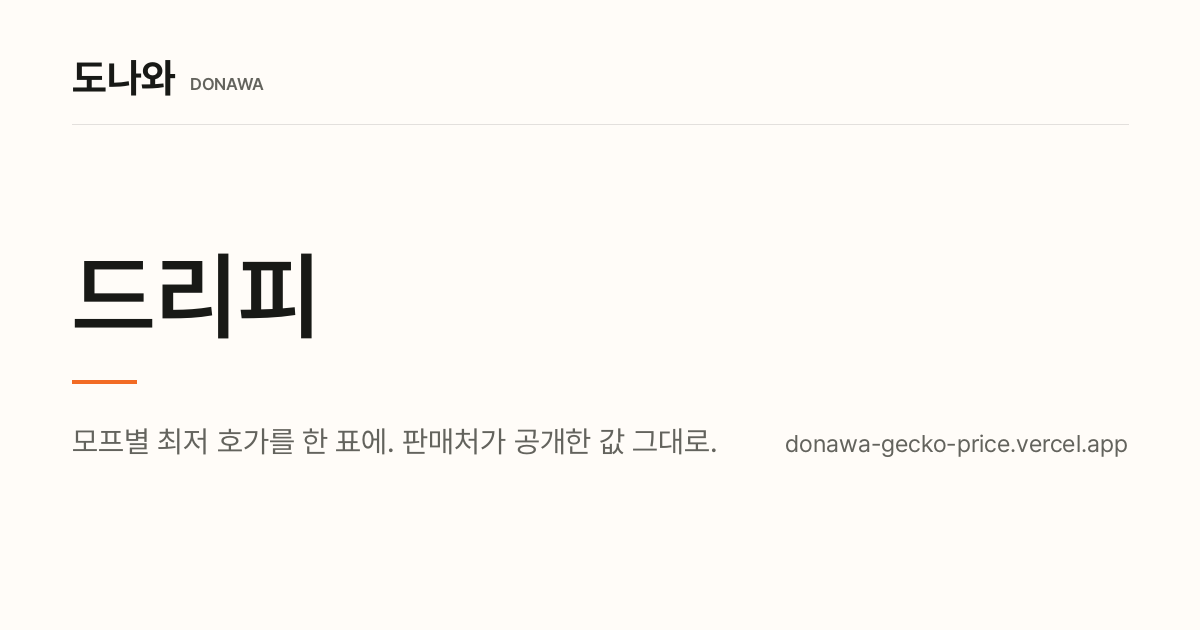 도나와 DONAWA
드리피
모프별 최저 호가를 한 표에. 판매처가 공개한 값 그대로. donawa-gecko-price.vercel.app